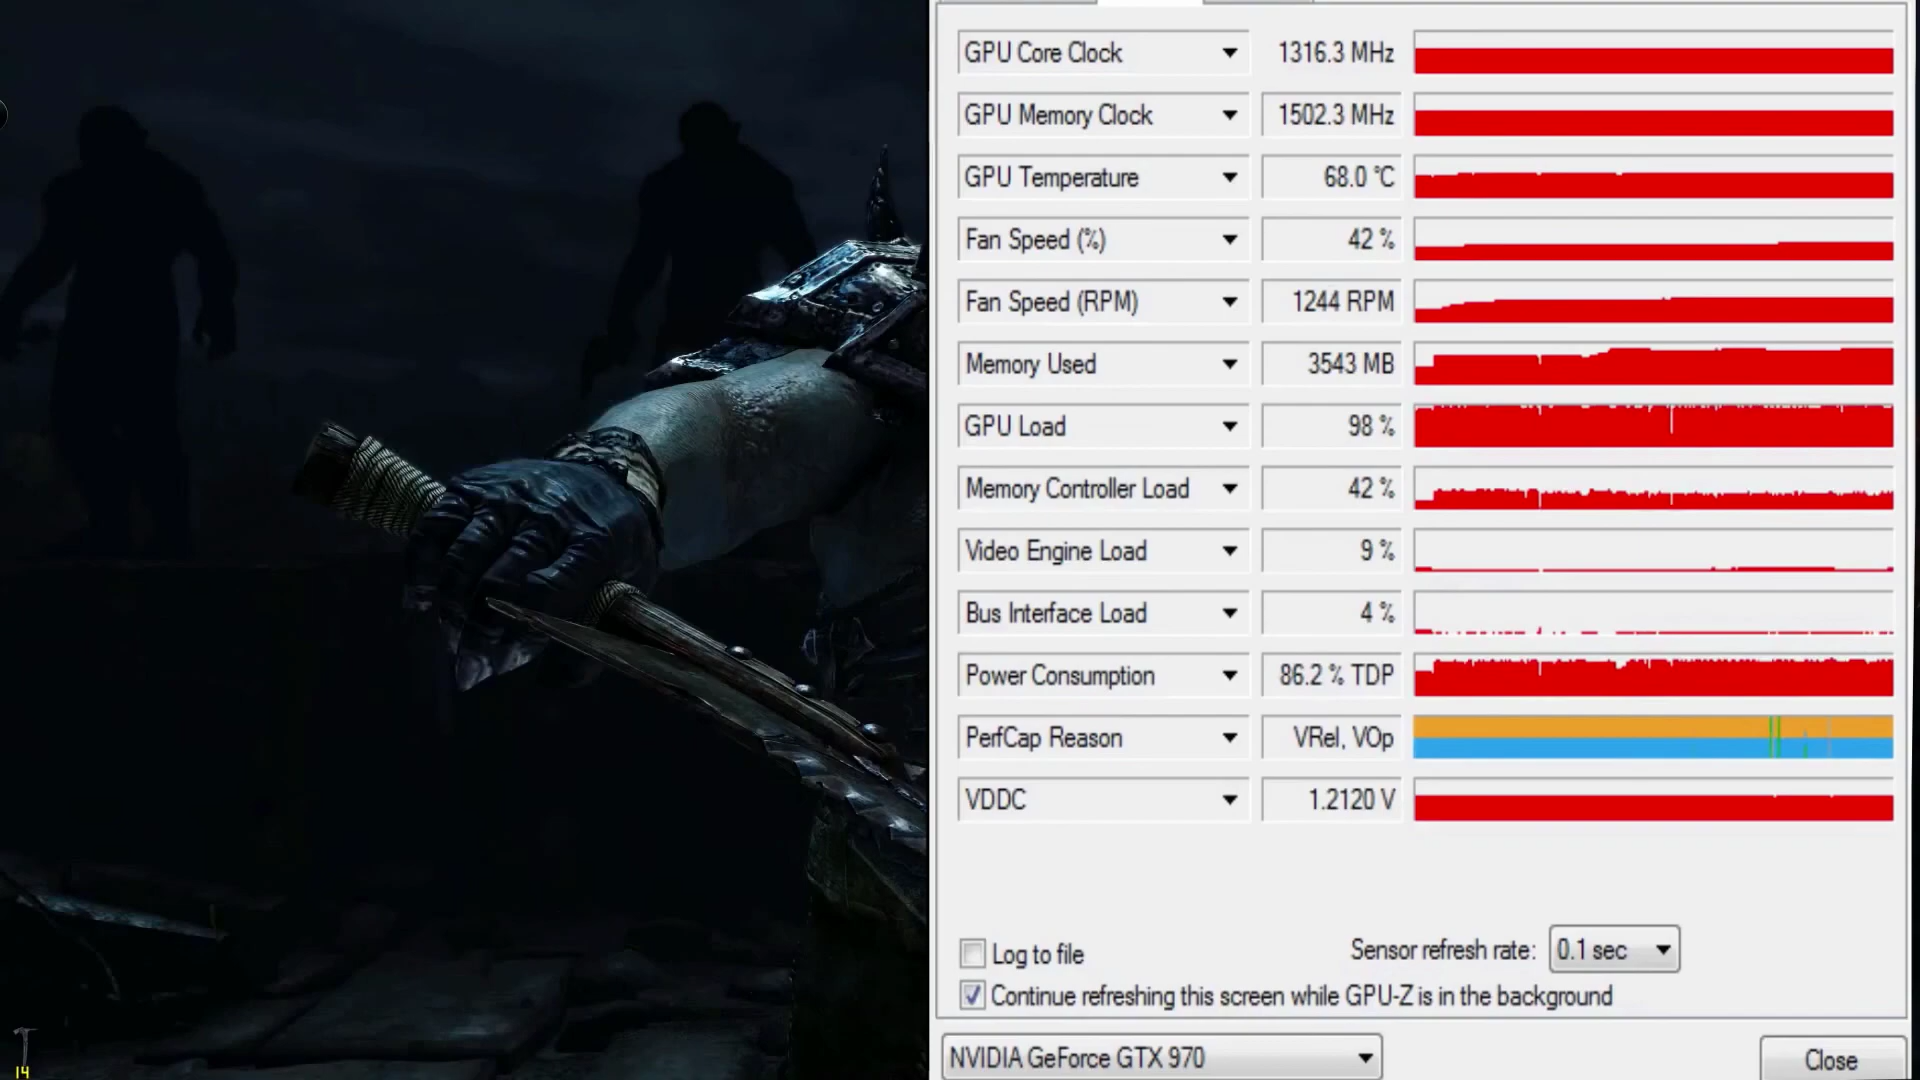 GPU Core Clock 1316.3 MHz
GPU Memory Clock 1502.3 MHz
GPU Temperature 68.0 °C
Fan Speed (%) 42 %
Fan Speed (RPM) 1244 RPM
Memory Used 3543 MB
GPU Load 98 %
Memory Controller Load 42 %
Video Engine Load 9 %
Bus Interface Load 4 %
Power Consumption 86.2 % TDP
PerfCap Reason VRel, VOp
VDDC 1.2120 V
Log to file Sensor refresh rate: 0.1 sec
Continue refreshing this screen while GPU-Z is in the background
NVIDIA GeForce GTX 970 Close
14